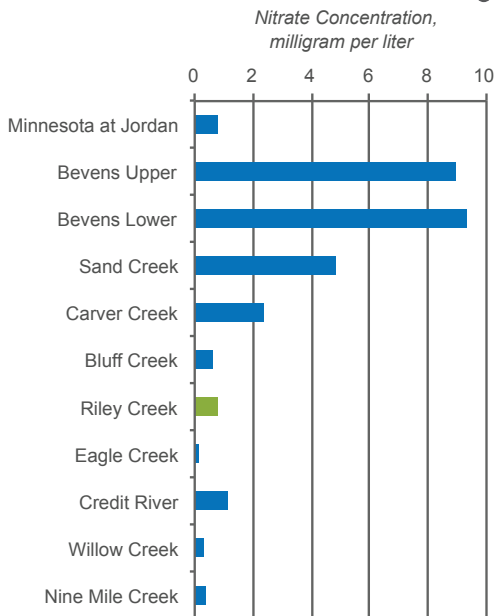 Nitrate Concentration,
milligram per liter
0 2 4 6 8 10
Minnesota at Jordan
Bevens Upper
Bevens Lower
Sand Creek
Carver Creek
Bluff Creek
Riley Creek
Eagle Creek
Credit River
Willow Creek
Nine Mile Creek